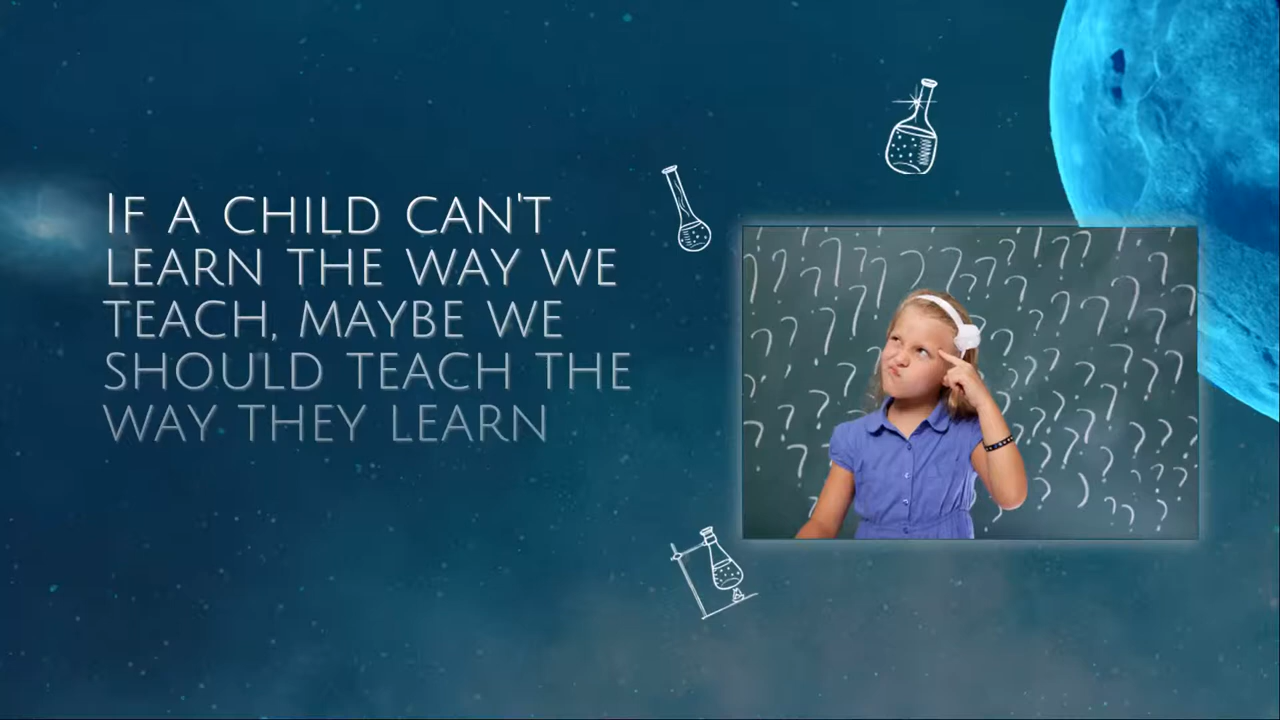 If a child can't
learn the way we
teach, maybe we
should teach the
way they learn